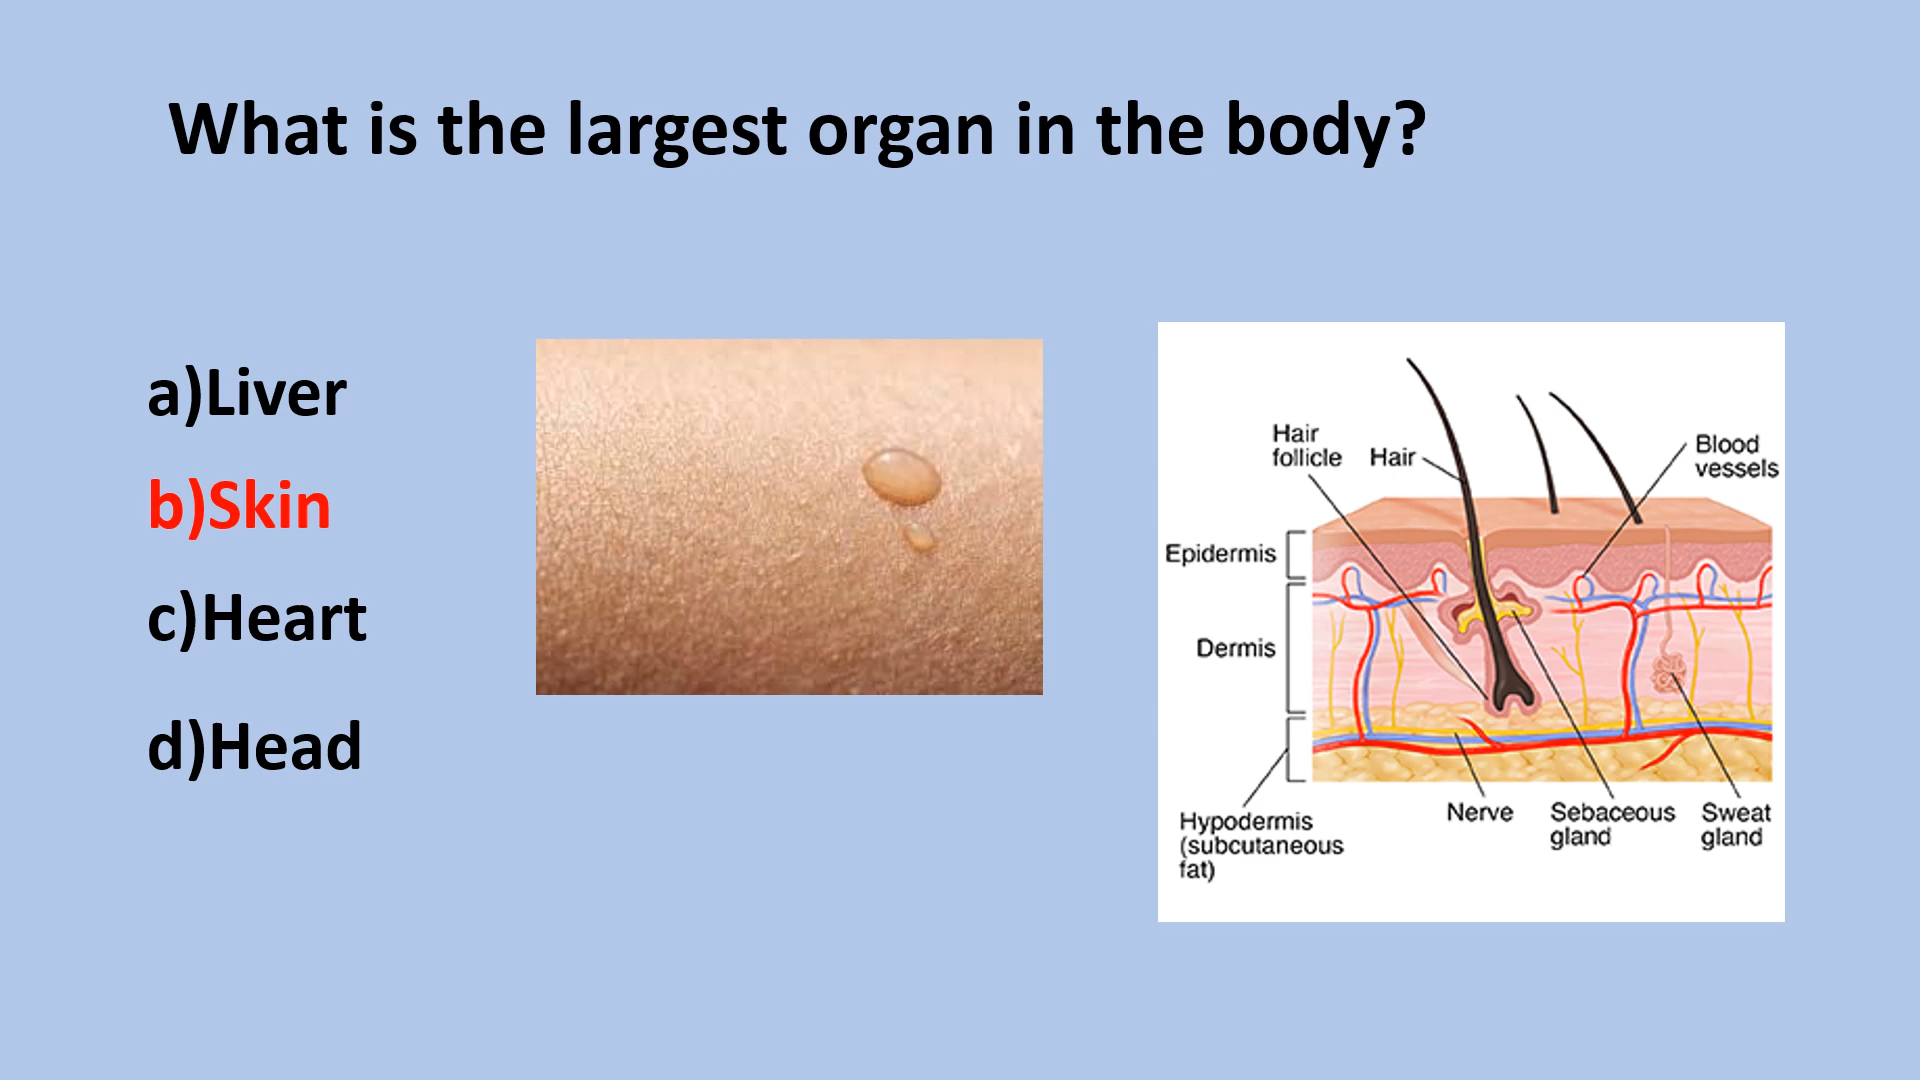 What is the largest organ in the body?
a)Liver
b)Skin
c)Heart
d)Head
Hair
follicle
Hair
Blood
vessels
Epidermis
Dermis
Hypodermis
(subcutaneous
fat)
Nerve
Sebaceous
gland
Sweat
gland